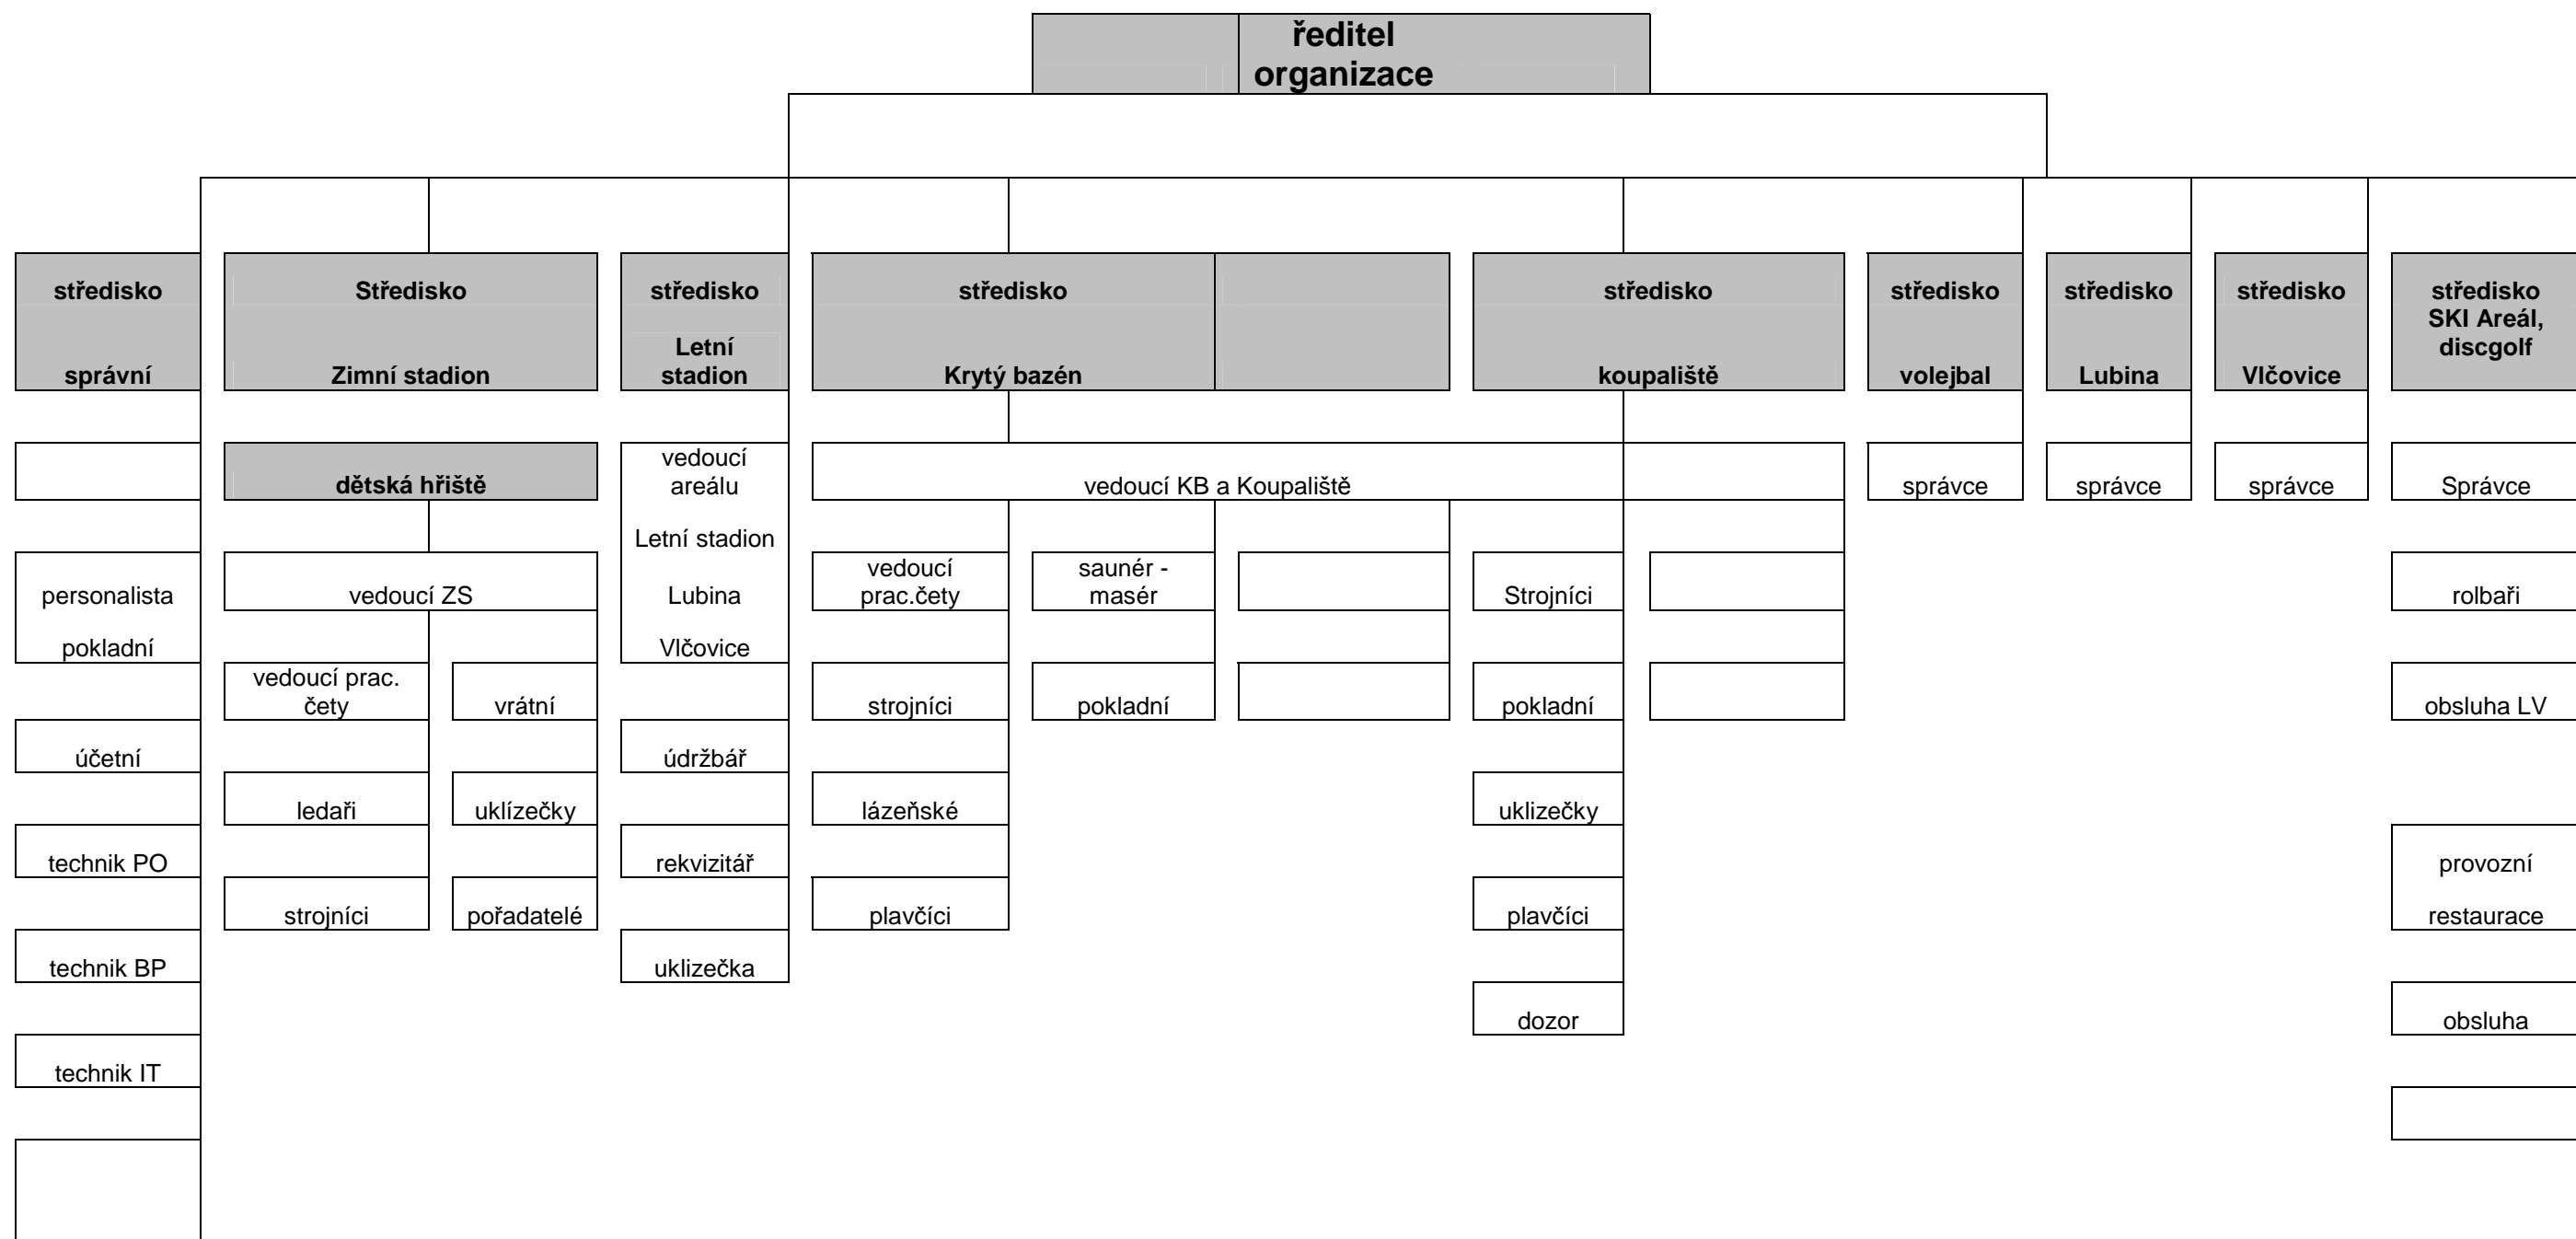 ředitel
organizace
středisko
správní
Středisko
Zimní stadion
středisko
Letní
stadion
středisko
Krytý bazén
středisko
koupaliště
středisko
volejbal
středisko
Lubina
středisko
Vlčovice
středisko
SKI Areál,
discgolf
personalista
pokladní
účetní
technik PO
technik BP
technik IT
dětská hřiště
vedoucí ZS
vedoucí prac.
čety
ledaři
strojníci
vrátní
uklízečky
pořadatelé
vedoucí
areálu
Letní stadion
Lubina
Vlčovice
údržbář
rekvizitář
uklizečka
vedoucí KB a Koupaliště
vedoucí
prac.čety
strojníci
lázeňské
plavčíci
saunér -
masér
pokladní
Strojníci
pokladní
uklizečky
plavčíci
dozor
správce
správce
správce
Správce
rolbaři
obsluha LV
provozní
restaurace
obsluha